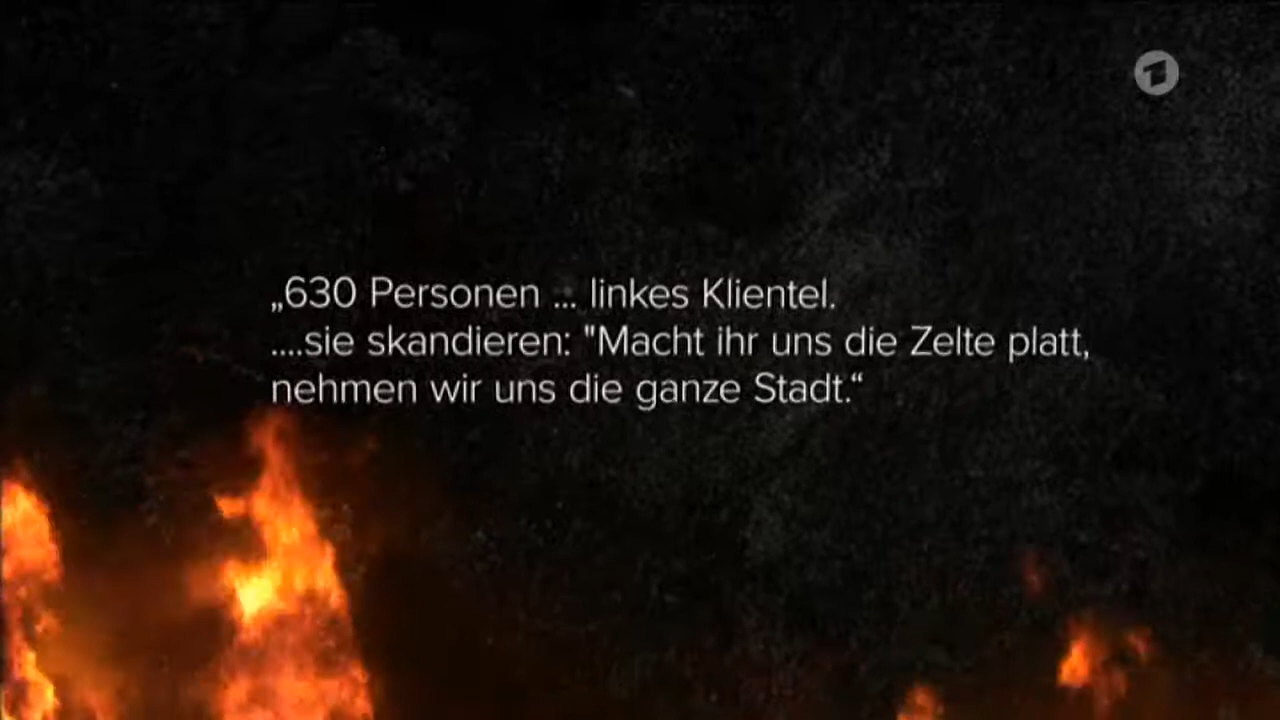 „630 Personen ... linkes Klientel.
....sie skandieren: "Macht ihr uns die Zelte platt,
nehmen wir uns die ganze Stadt.“